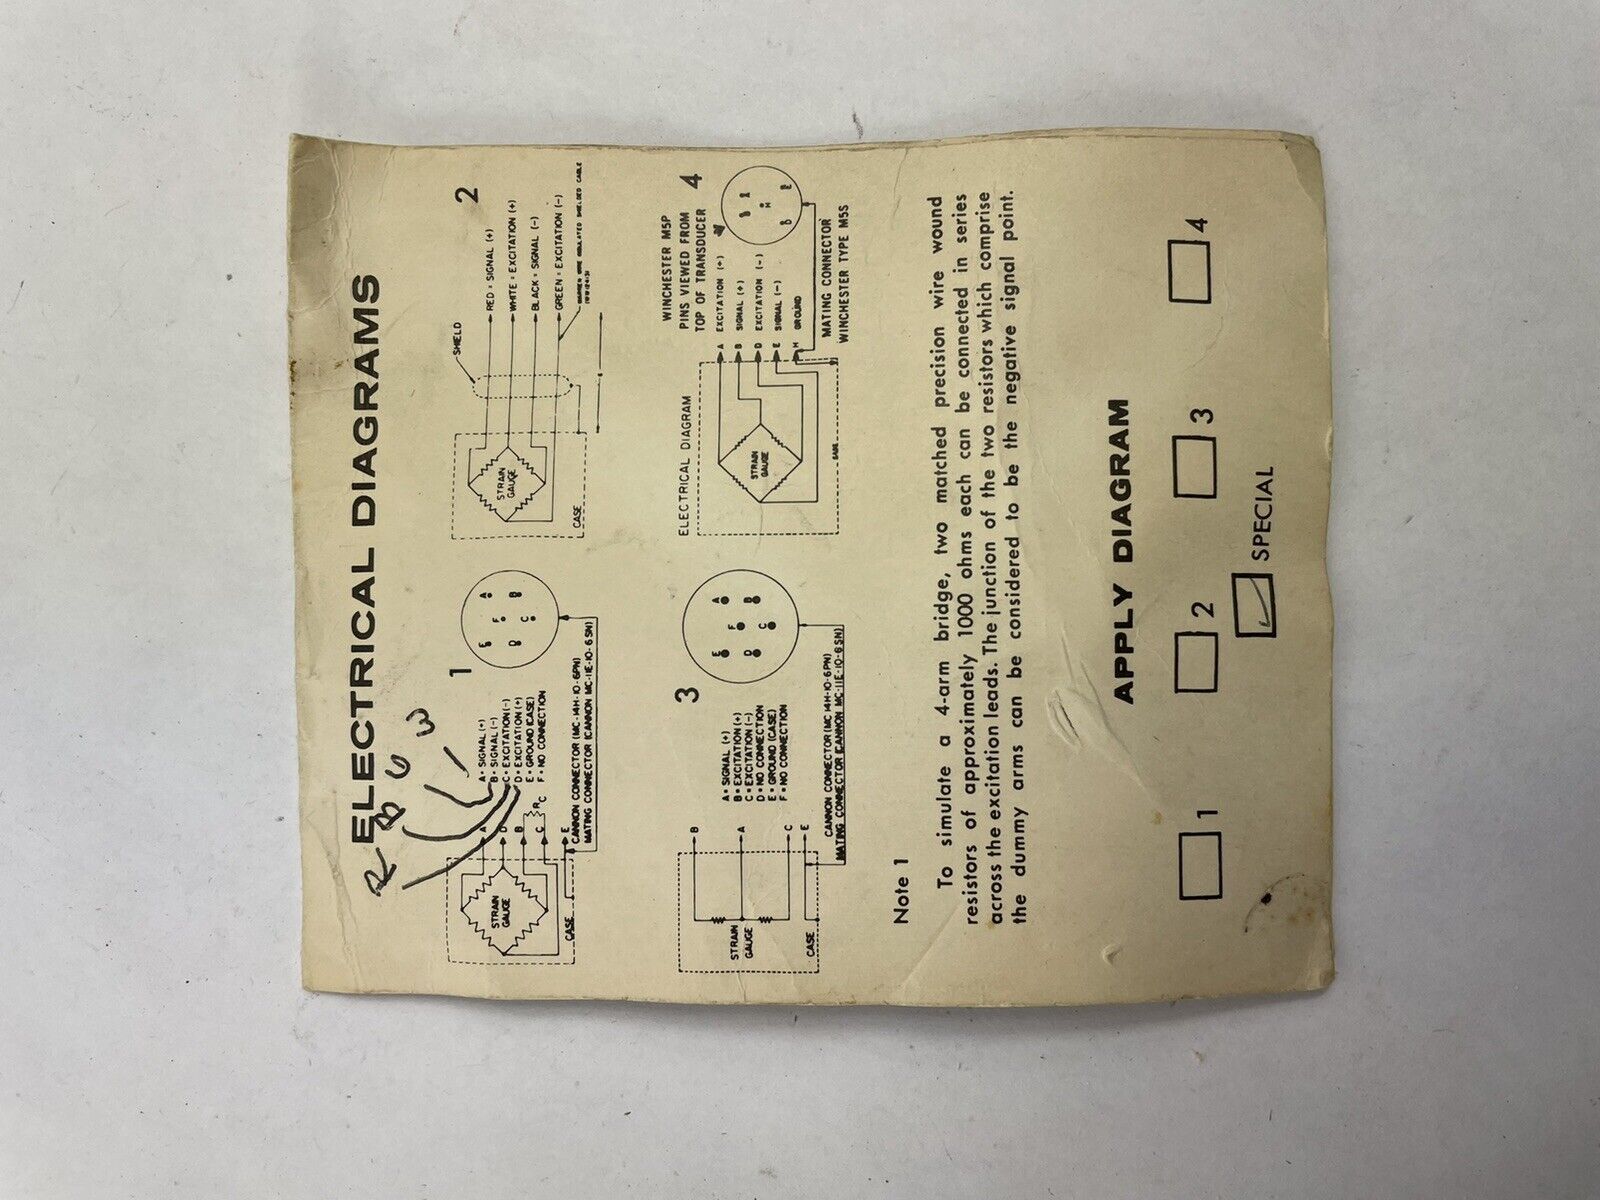 ELECTRICAL DIAGRAMS
R B G W
1
A = SIGNAL (+)
B = SIGNAL (-)
C = EXCITATION (-)
D = EXCITATION (+)
E = GROUND (CASE)
F = NO CONNECTION
CANNON CONNECTOR (MC-14H-10-6PN)
MATING CONNECTOR (CANNON MC-11E-10-6SN)
STRAIN
GAUGE
CASE
A
D
B
C
E
RC
E A
F
D C B
2
SHIELD
RED = SIGNAL (+)
WHITE = EXCITATION (+)
BLACK = SIGNAL (-)
GREEN = EXCITATION (-)
SHIELDED CABLE
STRAIN
GAUGE
CASE
3
A = SIGNAL (+)
B = EXCITATION (+)
C = EXCITATION (-)
D = NO CONNECTION
E = GROUND (CASE)
F = NO CONNECTION
CANNON CONNECTOR (MC-14H-10-6PN)
MATING CONNECTOR (CANNON MC-11E-10-6SN)
STRAIN
GAUGE
CASE
B
A
C
E
E A
F
D C B
4
WINCHESTER M5P
PINS VIEWED FROM
TOP OF TRANSDUCER
ELECTRICAL DIAGRAM
A EXCITATION (+)
B SIGNAL (+)
D EXCITATION (-)
E SIGNAL (-)
H GROUND
STRAIN
GAUGE
H
MATING CONNECTOR
WINCHESTER TYPE M5S
Note 1
To simulate a 4-arm bridge, two matched precision wire wound
resistors of approximately 1000 ohms each can be connected in series
across the excitation leads. The junction of the two resistors which comprise
the dummy arms can be considered to be the negative signal point.
APPLY DIAGRAM
1 2 3 4
SPECIAL